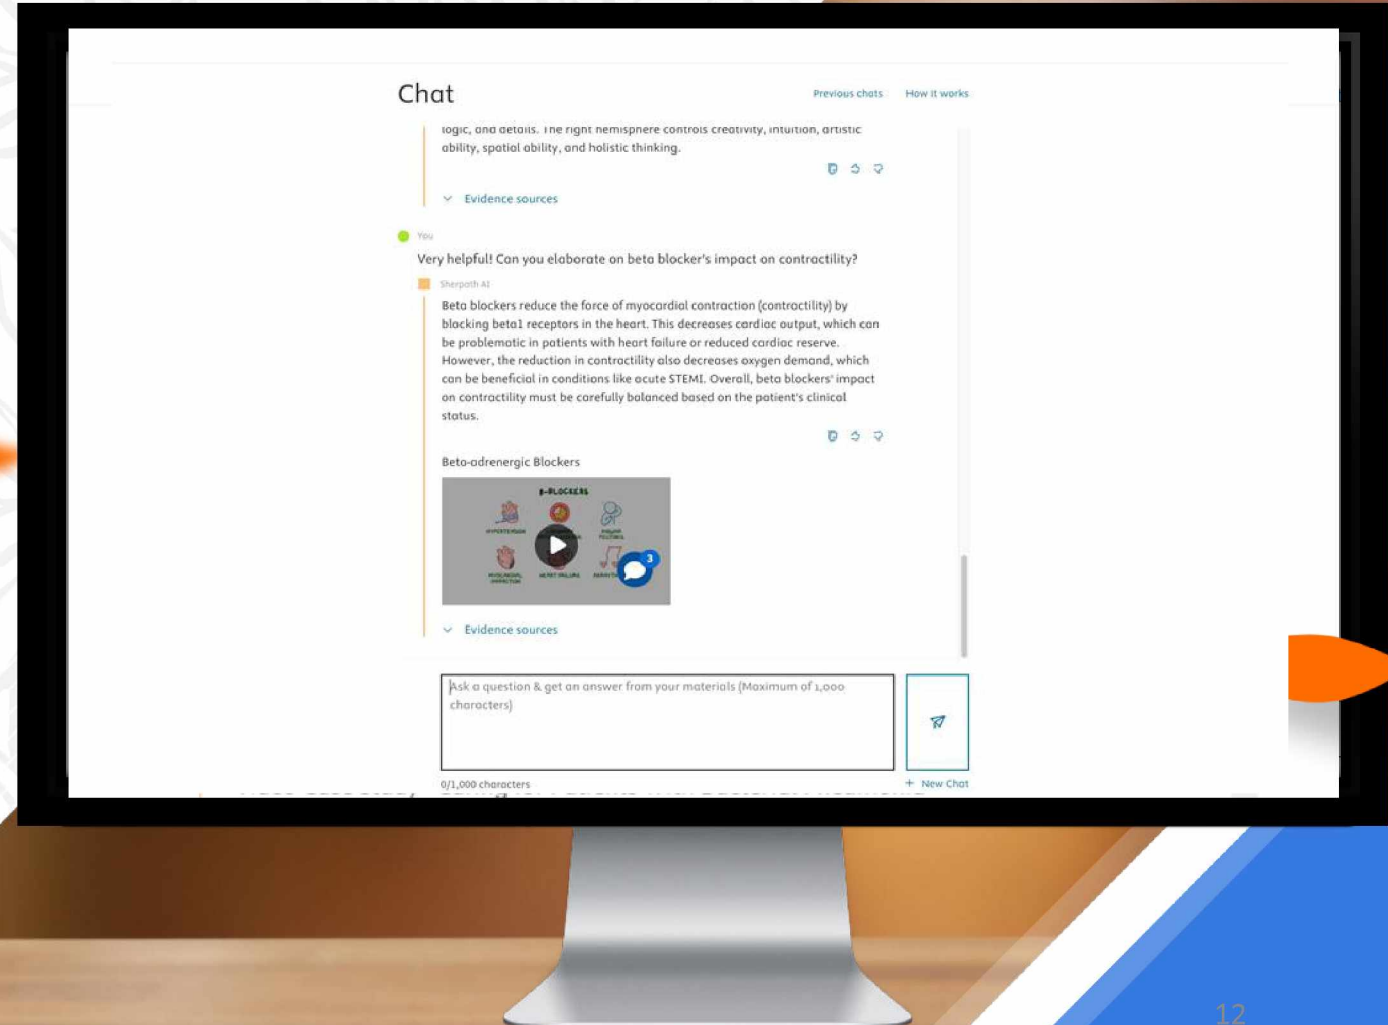 Chat
Previous chats How it works
logic, and details. The right hemisphere controls creativity, intuition, artistic
ability, spatial ability, and holistic thinking.
Evidence sources
You
Very helpful! Can you elaborate on beta blocker's impact on contractility?
Sherpath AI
Beta blockers reduce the force of myocardial contraction (contractility) by
blocking beta1 receptors in the heart. This decreases cardiac output, which can
be problematic in patients with heart failure or reduced cardiac reserve.
However, the reduction in contractility also decreases oxygen demand, which
can be beneficial in conditions like acute STEMI. Overall, beta blockers' impact
on contractility must be carefully balanced based on the patient's clinical
status.
Beta-adrenergic Blockers
B-BLOCKERS
HYPERTENSION
HEART FAILURE
3
Evidence sources
Ask a question & get an answer from your materials (Maximum of 1,000
characters)
0/1,000 characters
+ New Chat
12